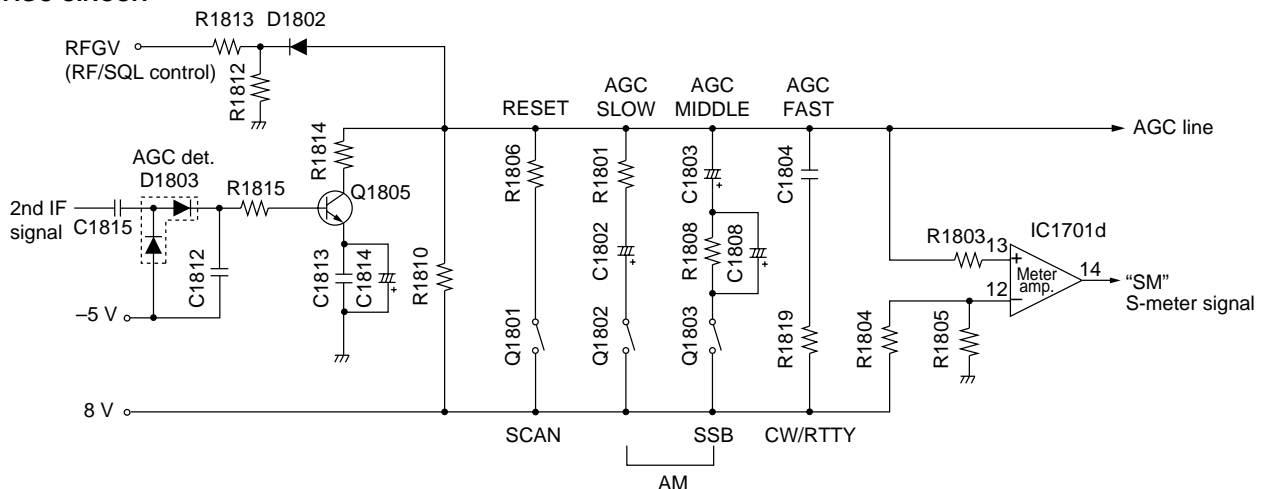 R1813 D1802
RFGV
(RF/SQL control)
R1812
RESET
AGC
SLOW
AGC
MIDDLE
AGC
FAST
AGC line
R1814
R1806
R1801
C1803
C1804
AGC det.
D1803
R1815
Q1805
2nd IF
signal
C1815
C1812
C1813
C1814
+
R1810
C1802
+
+
R1808
C1808
+
R1803
IC1701d
13
+
Meter
amp.
14
12
–
“SM”
S-meter signal
–5 V
Q1801
Q1802
Q1803
R1819
R1804
R1805
8 V
SCAN
SSB
CW/RTTY
AM